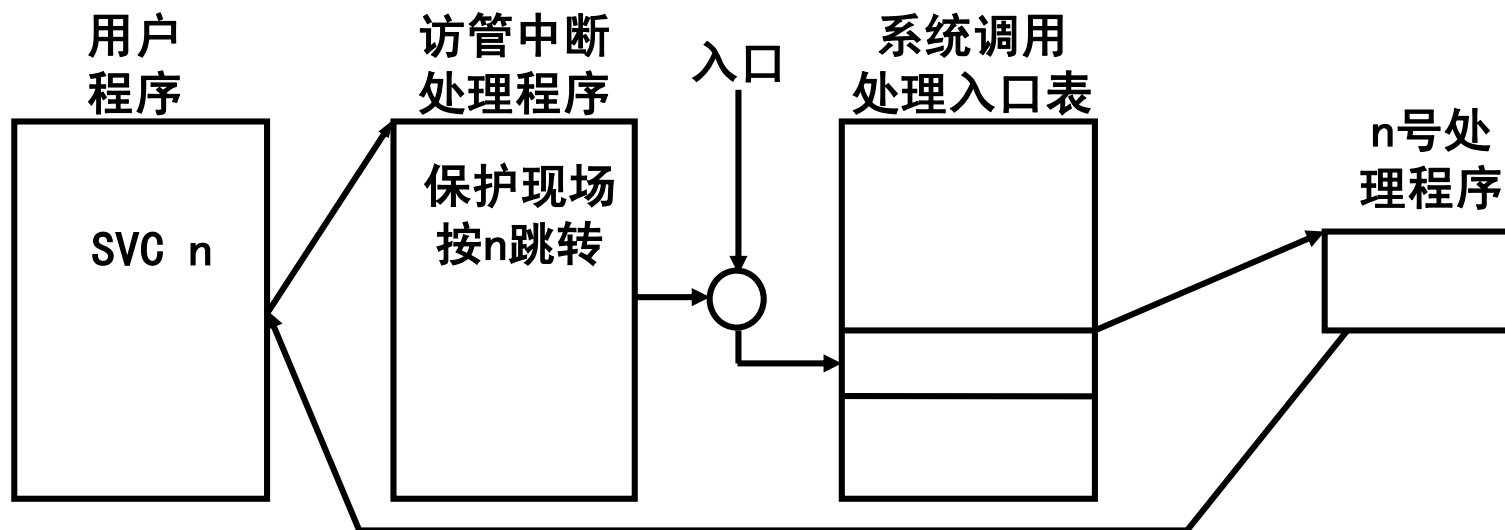 用户
程序
访管中断
处理程序
入口
系统调用
处理入口表
n号处
理程序
保护现场
按n跳转
SVC n